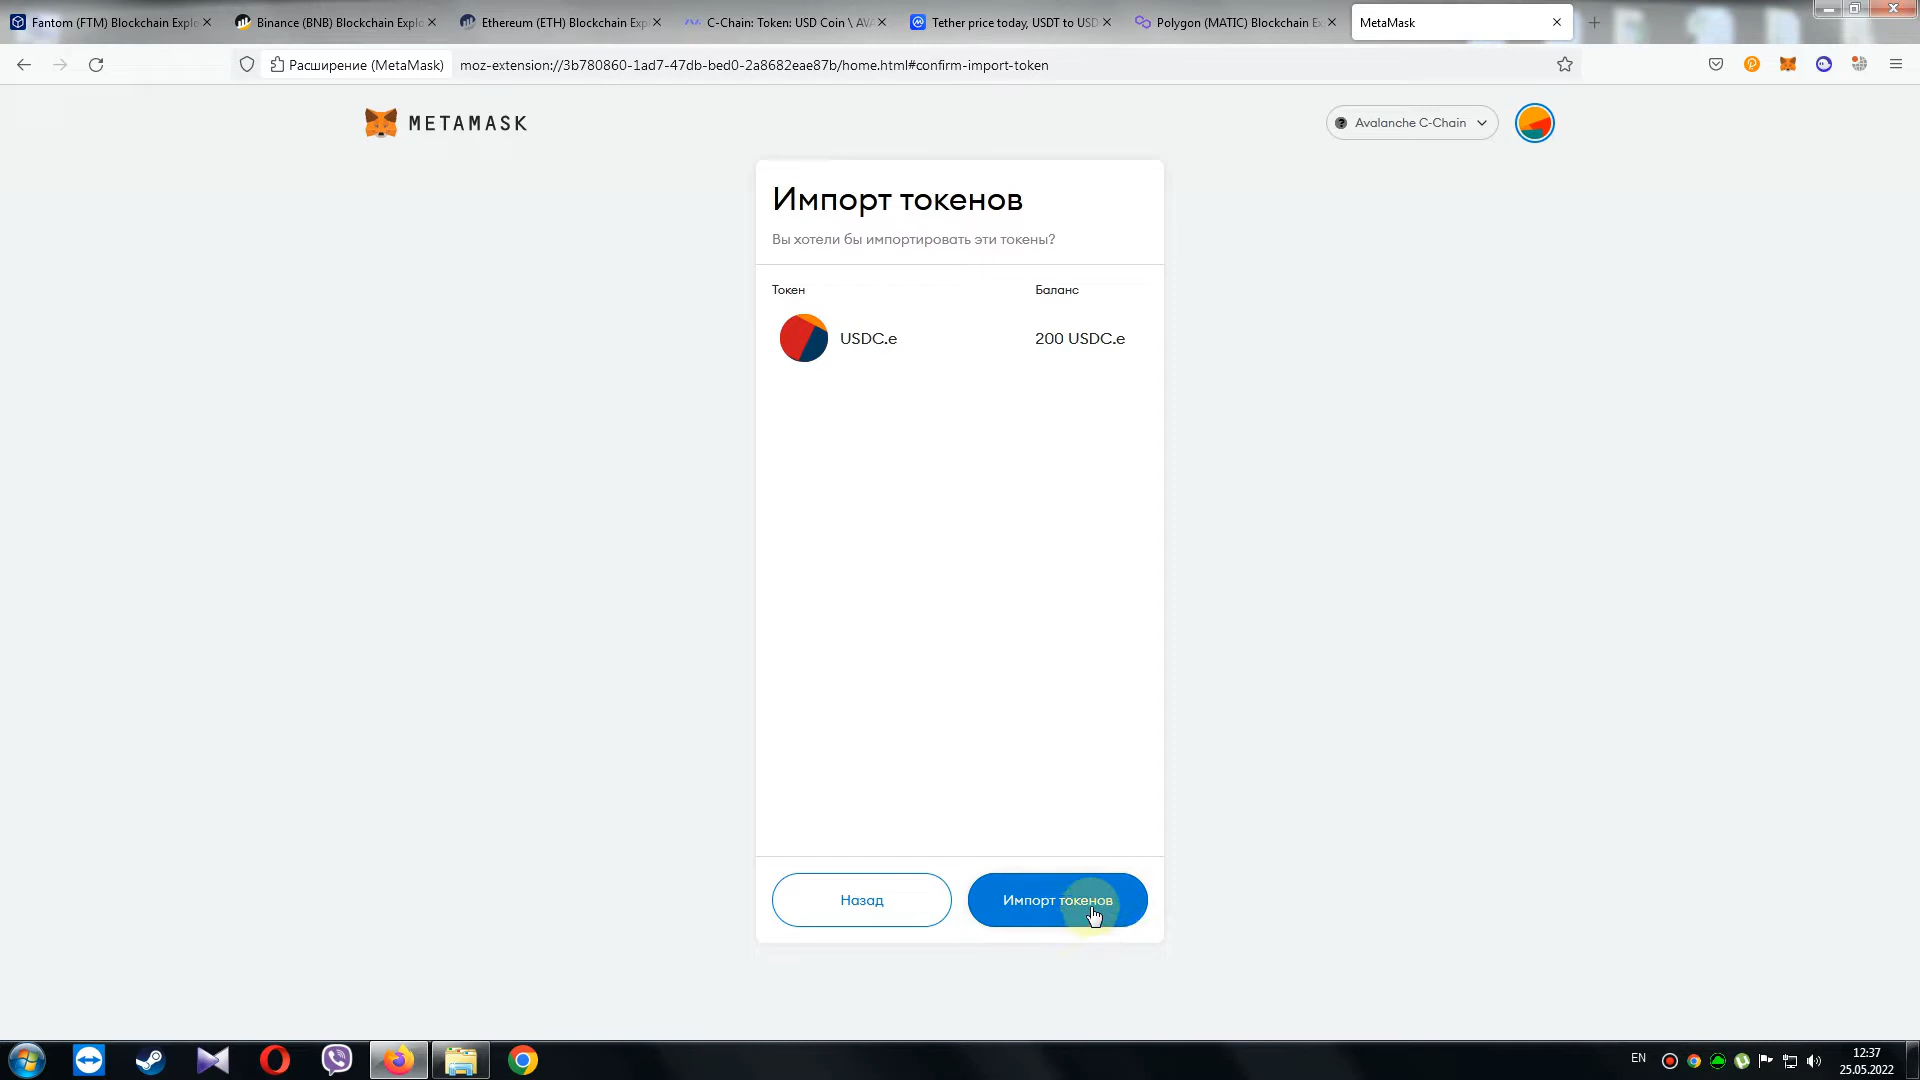 Fantom (FTM) Blockchain Explo
Binance (BNB) Blockchain Explo
Ethereum (ETH) Blockchain Exp
C-Chain: Token: USD Coin \ AVA
Tether price today, USDT to USD
Polygon (MATIC) Blockchain Ex
MetaMask
Расширение (MetaMask)
moz-extension://3b780860-1ad7-47db-bed0-2a8682eae87b/home.html#confirm-import-token
METAMASK
Avalanche C-Chain
Импорт токенов
Вы хотели бы импортировать эти токены?
Токен
Баланс
USDC.e
200 USDC.e
Назад
Импорт токенов
EN
12:37
25.05.2022